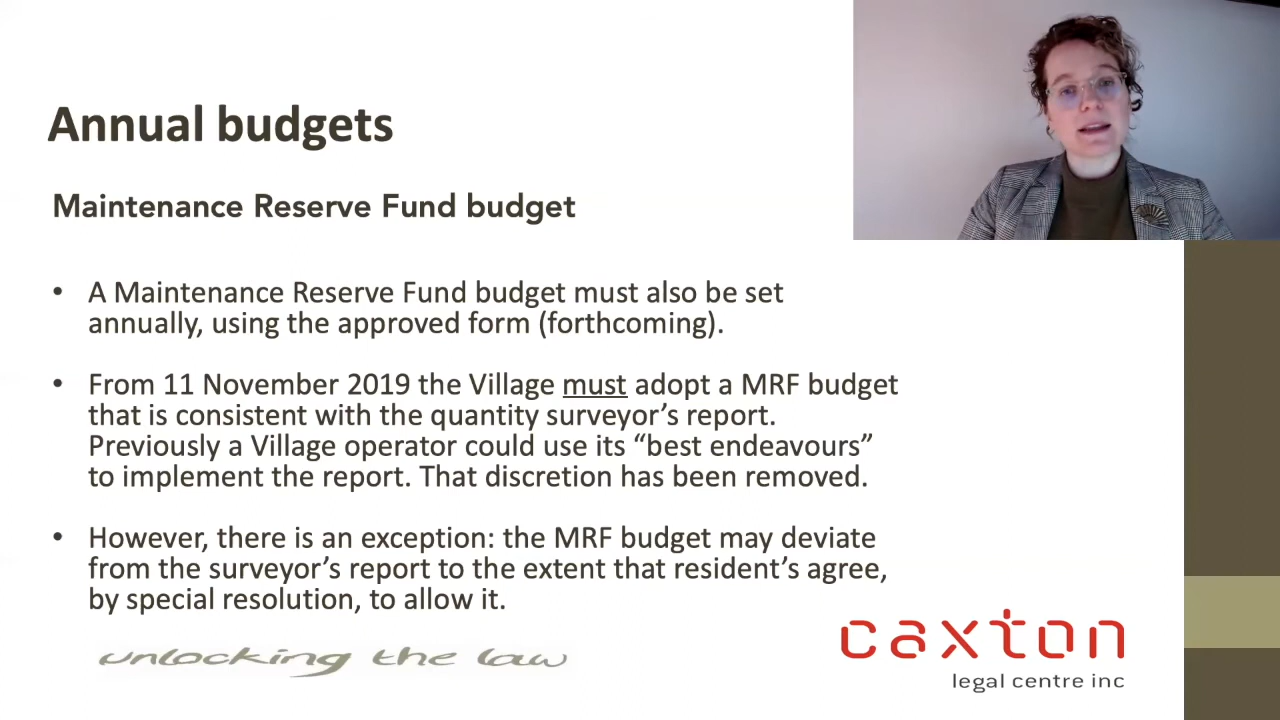 Annual budgets
Maintenance Reserve Fund budget
• A Maintenance Reserve Fund budget must also be set
annually, using the approved form (forthcoming).
• From 11 November 2019 the Village must adopt a MRF budget
that is consistent with the quantity surveyor’s report.
Previously a Village operator could use its “best endeavours”
to implement the report. That discretion has been removed.
• However, there is an exception: the MRF budget may deviate
from the surveyor’s report to the extent that resident’s agree,
by special resolution, to allow it.
unlocking the law
caxton
legal centre inc